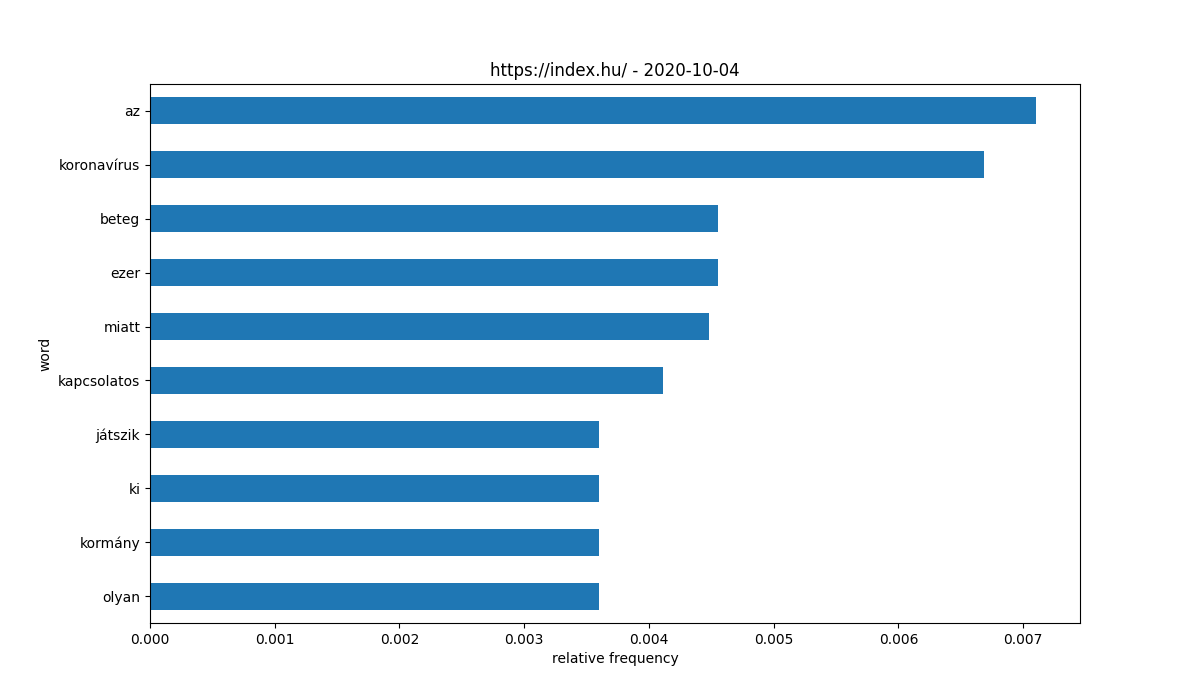 https://index.hu/ - 2020-10-04
az
koronavírus
beteg
ezer
miatt
kapcsolatos
játszik
ki
kormány
olyan
word
0.000 0.001 0.002 0.003 0.004 0.005 0.006 0.007
relative frequency